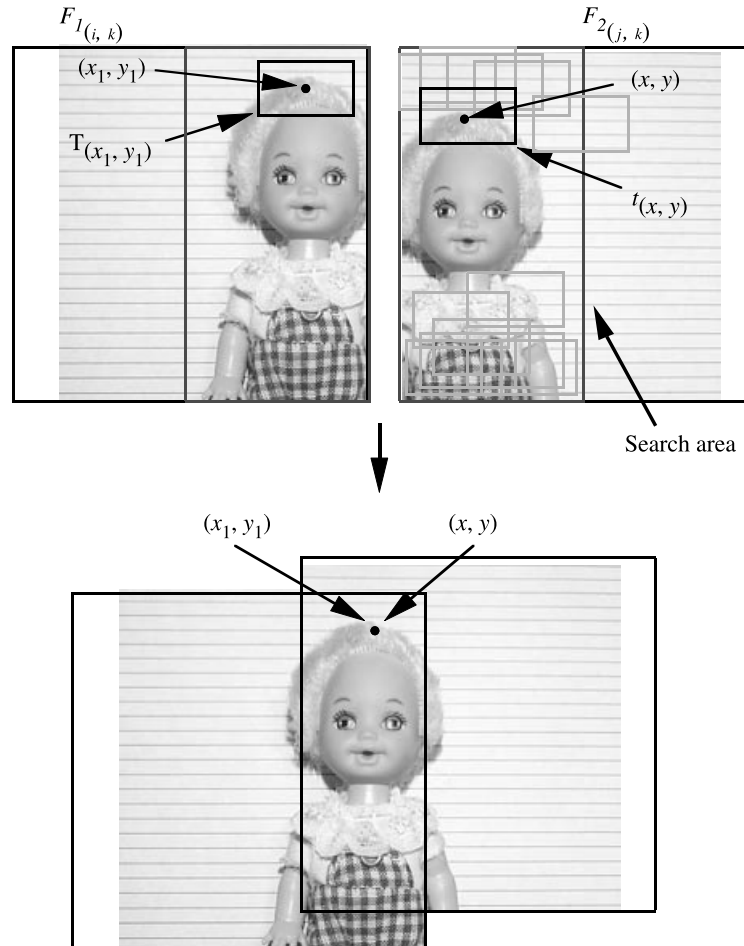 F1(i, k)
F2(j, k)
(x1, y1)
(x, y)
T(x1, y1)
t(x, y)
Search area
(x1, y1)
(x, y)